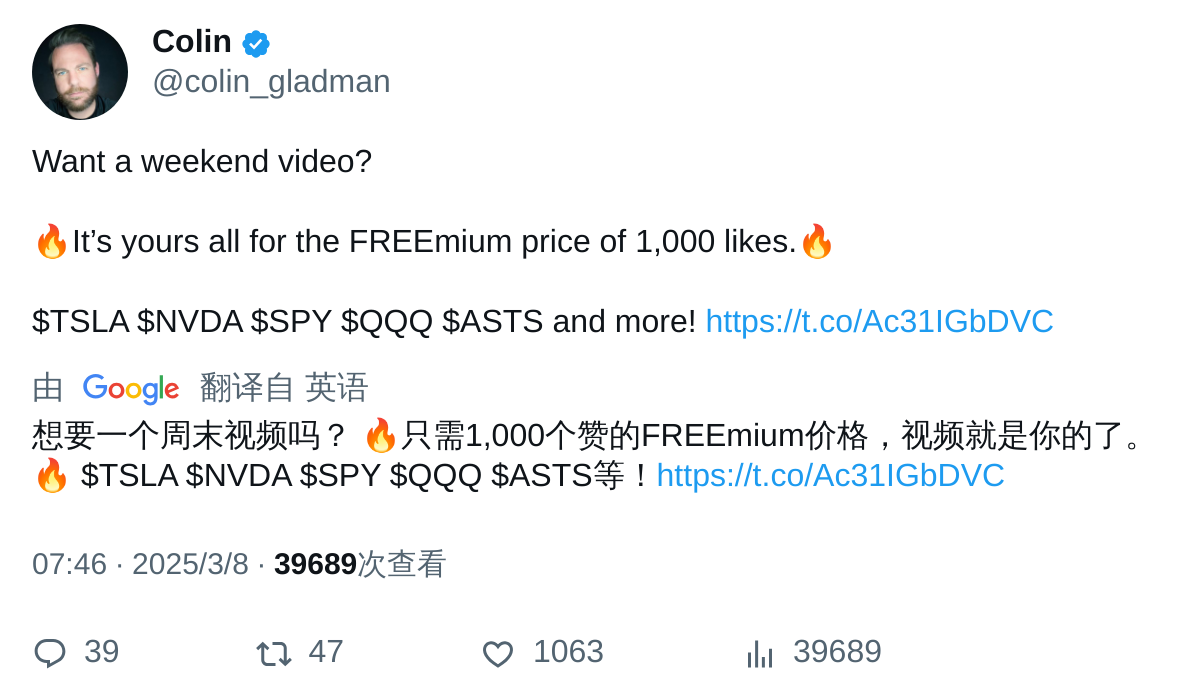 Colin
@colin_gladman
Want a weekend video?
🔥It’s yours all for the FREEmium price of 1,000 likes.🔥
$TSLA $NVDA $SPY $QQQ $ASTS and more! https://t.co/Ac31IGbDVC
由 Google 翻译自 英语
想要一个周末视频吗？ 🔥只需1,000个赞的FREEmium价格，视频就是你的了。
🔥 $TSLA $NVDA $SPY $QQQ $ASTS等！https://t.co/Ac31IGbDVC
07:46 · 2025/3/8 · 39689次查看
39 47 1063 39689